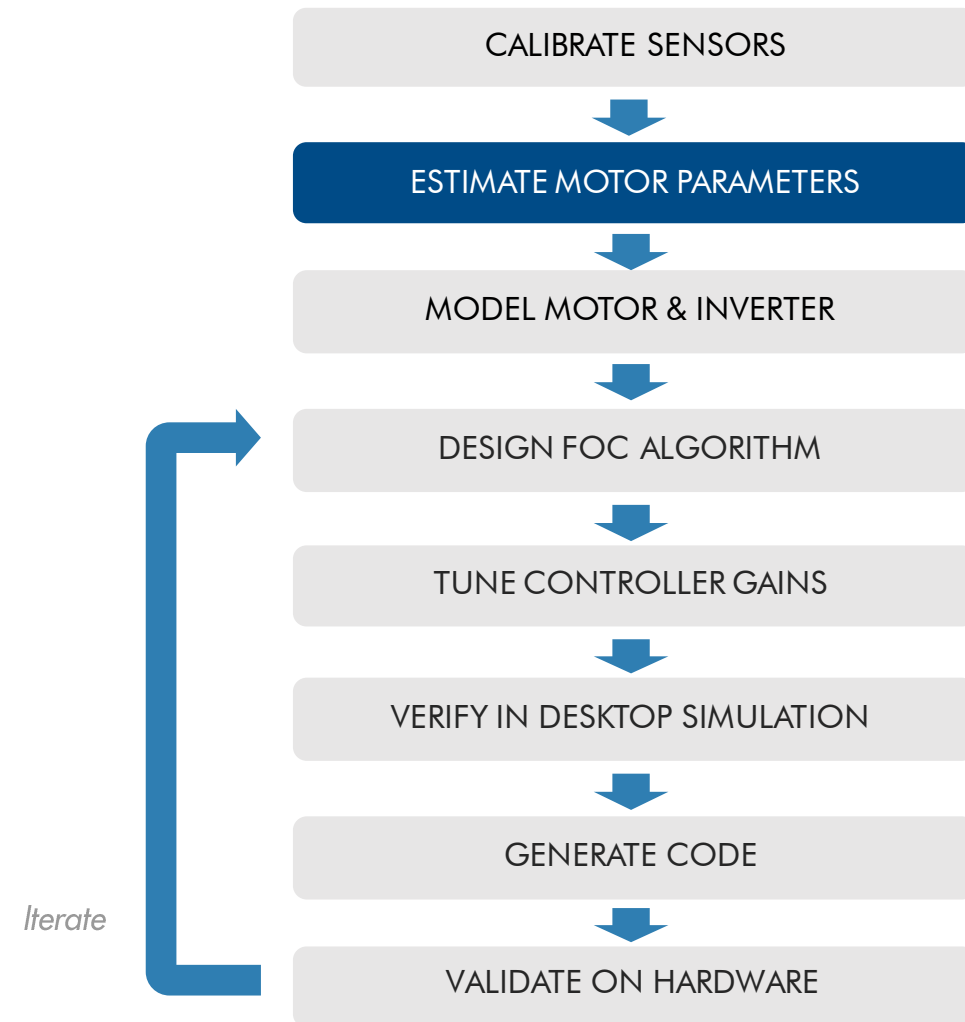 CALIBRATE SENSORS
ESTIMATE MOTOR PARAMETERS
MODEL MOTOR & INVERTER
DESIGN FOC ALGORITHM
TUNE CONTROLLER GAINS
VERIFY IN DESKTOP SIMULATION
GENERATE CODE
Iterate
VALIDATE ON HARDWARE